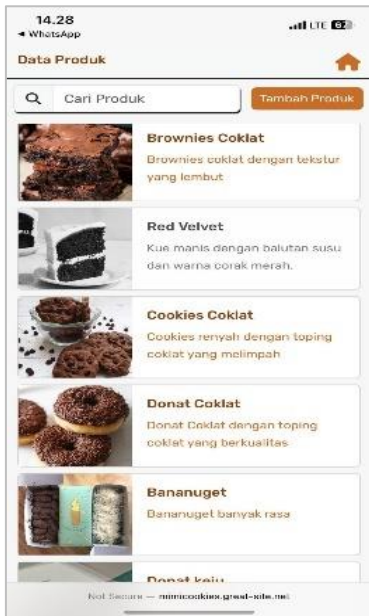 14.28
LTE 62
◄ WhatsApp
Data Produk
Cari Produk
Tambah Produk
Brownies Coklat
Brownies coklat dengan tekstur
yang lembut
Red Velvet
Kue manis dengan balutan susu
dan warna corak merah.
Cookies Coklat
Cookies renyah dengan toping
coklat yang melimpah
Donat Coklat
Donat Coklat dengan toping
coklat yang berkualitas
Bananuget
Bananuget banyak rasa
Donat keju
Not Secure — mimicookies.great-site.net